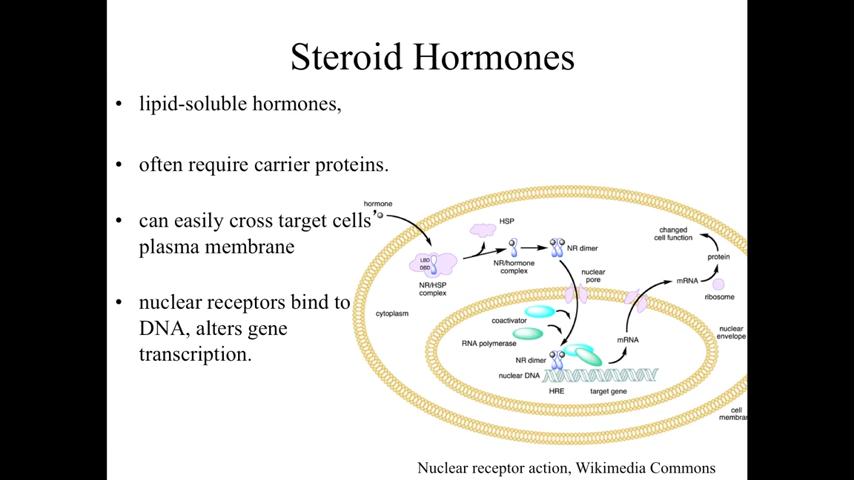 Steroid Hormones
• lipid-soluble hormones,
• often require carrier proteins.
• can easily cross target cells’
plasma membrane
• nuclear receptors bind to
DNA, alters gene
transcription.
hormone
HSP
LBD
DBD
NR/HSP
complex
NR/hormone
complex
NR dimer
nuclear
pore
changed
cell function
protein
mRNA
ribosome
cytoplasm
coactivator
RNA polymerase
mRNA
nuclear
envelope
NR dimer
nuclear DNA
HRE
target gene
cell
Nuclear receptor action, Wikimedia Commons